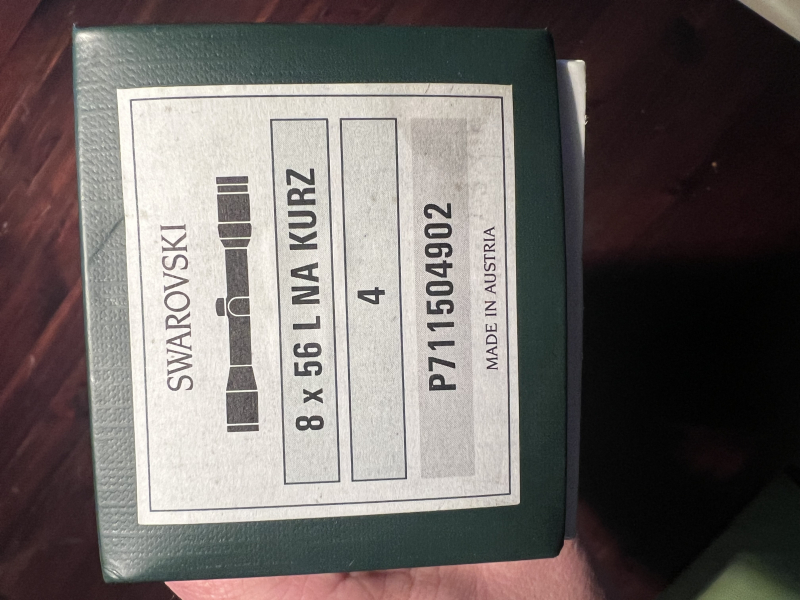 SWAROVSKI
8 x 56 L NA KURZ
4
P711504902
MADE IN AUSTRIA